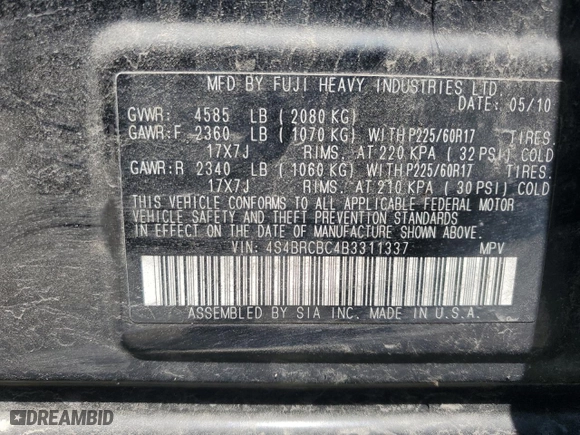 MFD BY FUJI HEAVY INDUSTRIES LTD.
DATE: 05/10
GVWR: 4585 LB (2080 KG)
GAWR:F 2360 LB (1070 KG) WITH P225/60R17 TIRES.
17X7J RIMS. AT 220 KPA (32 PSI) COLD
GAWR:R 2340 LB (1060 KG) WITH P225/60R17 TIRES.
17X7J RIMS. AT 210 KPA (30 PSI) COLD
THIS VEHICLE CONFORMS TO ALL APPLICABLE FEDERAL MOTOR
VEHICLE SAFETY AND THEFT PREVENTION STANDARDS
IN EFFECT ON THE DATE OF MANUFACTURE SHOWN ABOVE.
VIN: 4S4BRCBC4B3311337 MPV
ASSEMBLED BY SIA INC. MADE IN U.S.A.
DREAMBID